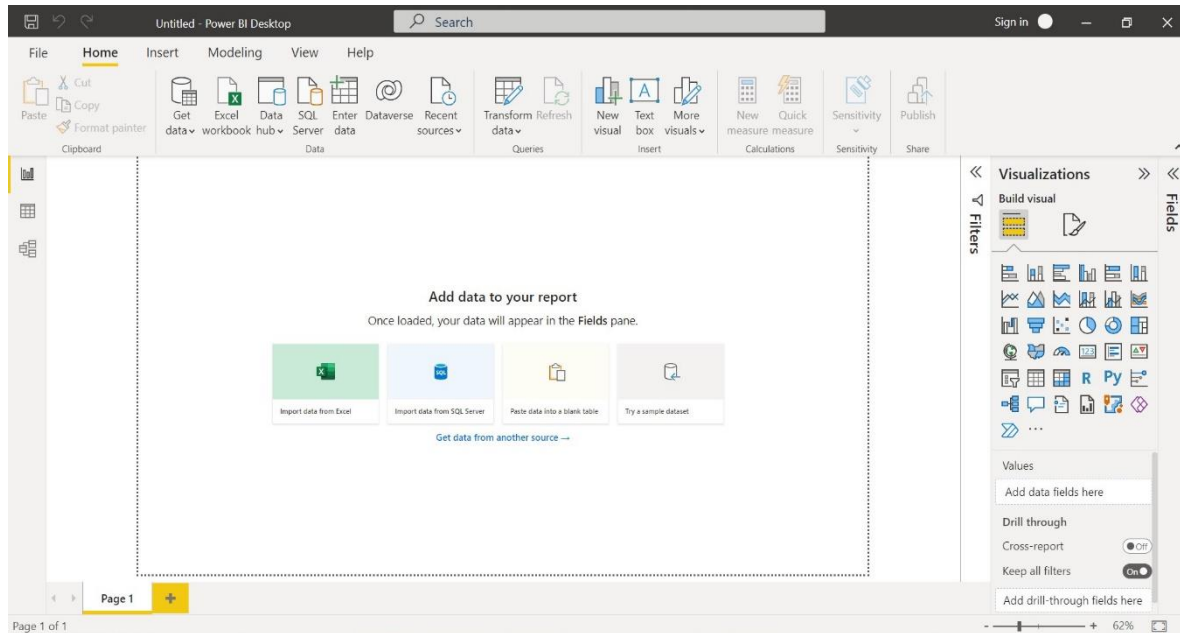 Untitled - Power BI Desktop
Search
Sign in
File Home Insert Modeling View Help
Paste
Cut
Copy
Format painter
Clipboard
Get data
Excel workbook
Data hub
SQL Server
Enter data
Dataverse
Recent sources
Data
Transform data
Refresh
Queries
New visual
Text box
More visuals
Insert
New measure
Quick measure
Calculations
Sensitivity
Sensitivity
Publish
Share
Add data to your report
Once loaded, your data will appear in the Fields pane.
Import data from Excel
SQL
Import data from SQL Server
Paste data into a blank table
Try a sample dataset
Get data from another source →
Filters
Visualizations
Build visual
123
R Py
Values
Add data fields here
Drill through
Cross-report
Off
Keep all filters
On
Add drill-through fields here
Fields
Page 1
Page 1 of 1
- + 62%